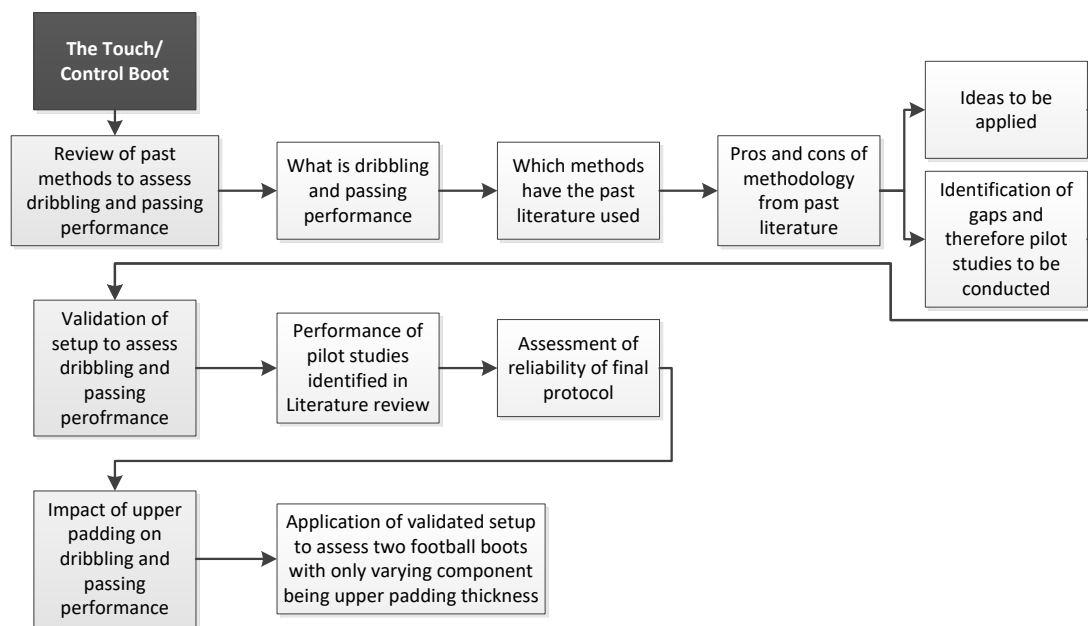 The Touch/
Control Boot
Review of past
methods to assess
dribbling and passing
performance
What is dribbling
and passing
performance
Which methods
have the past
literature used
Pros and cons of
methodology
from past
literature
Ideas to be
applied
Identification of
gaps and
therefore pilot
studies to be
conducted
Validation of
setup to assess
dribbling and
passing
perofrmance
Performance of
pilot studies
identified in
Literature review
Assessment of
reliability of final
protocol
Impact of upper
padding on
dribbling and
passing
performance
Application of validated setup
to assess two football boots
with only varying component
being upper padding thickness